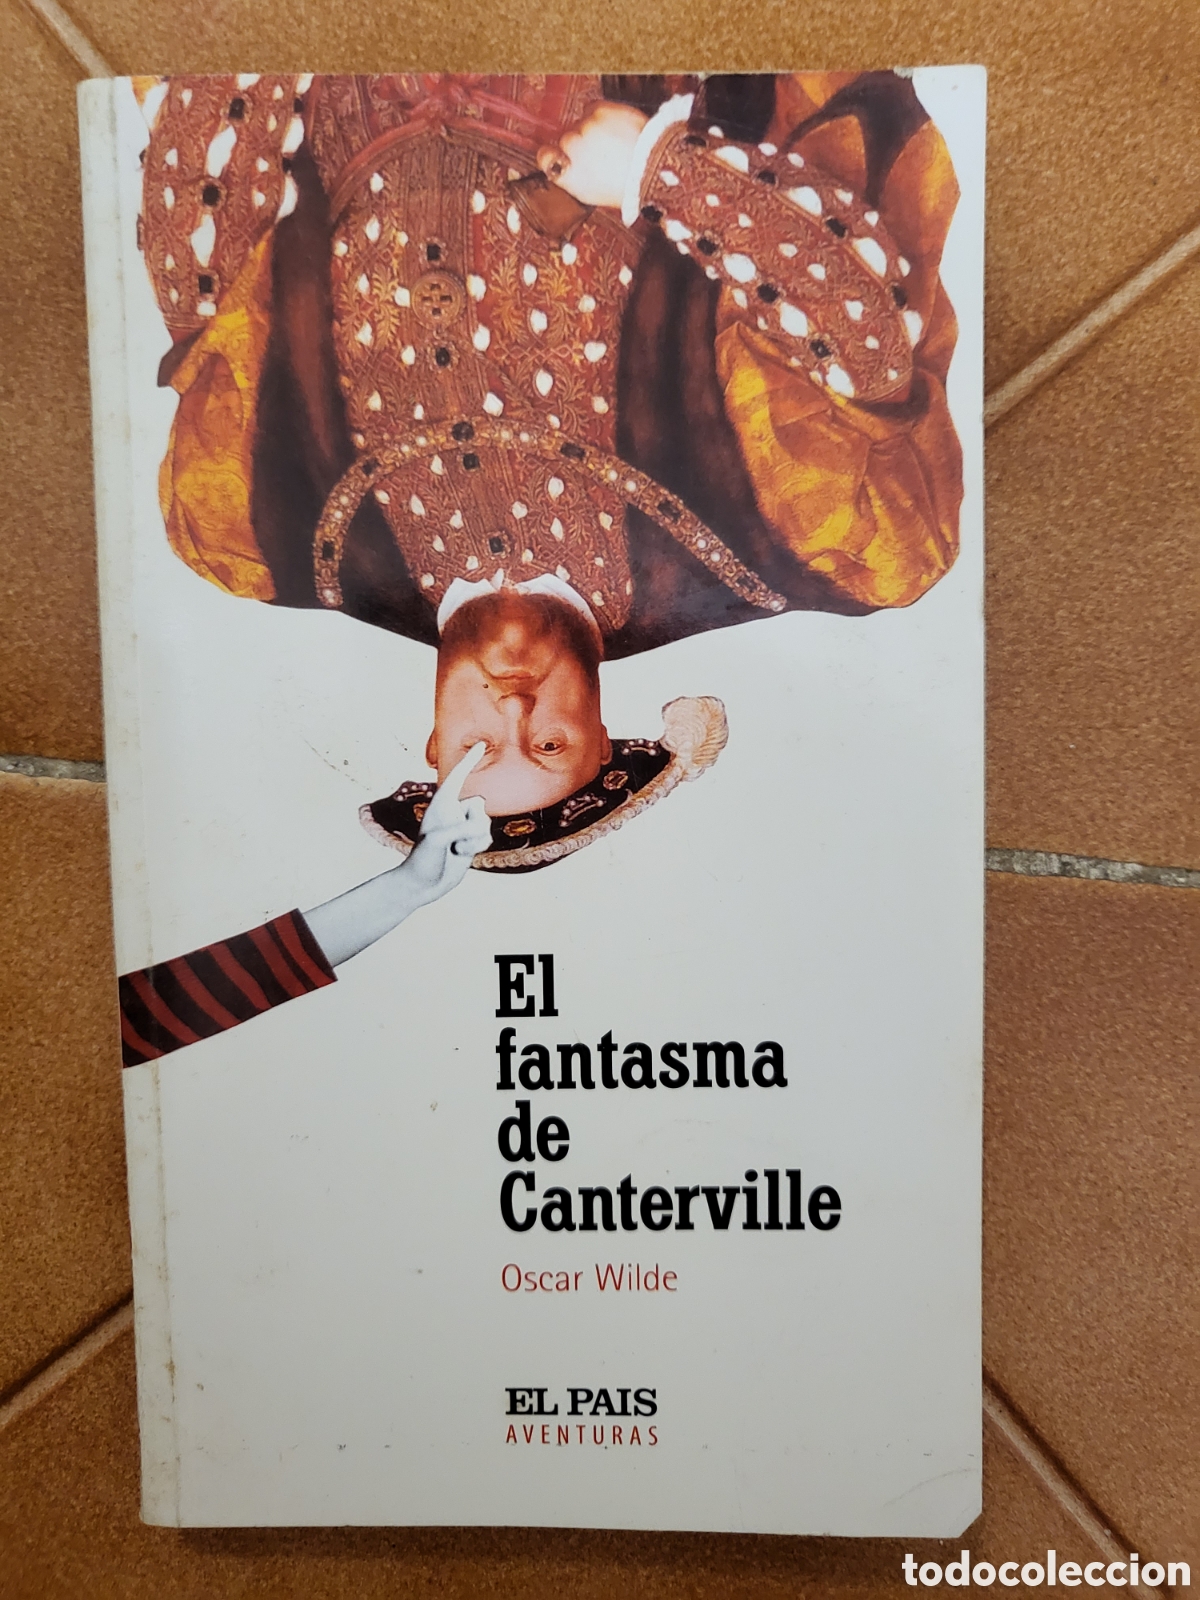 El
fantasma
de
Canterville
Oscar Wilde
EL PAIS
AVENTURAS
todocoleccion